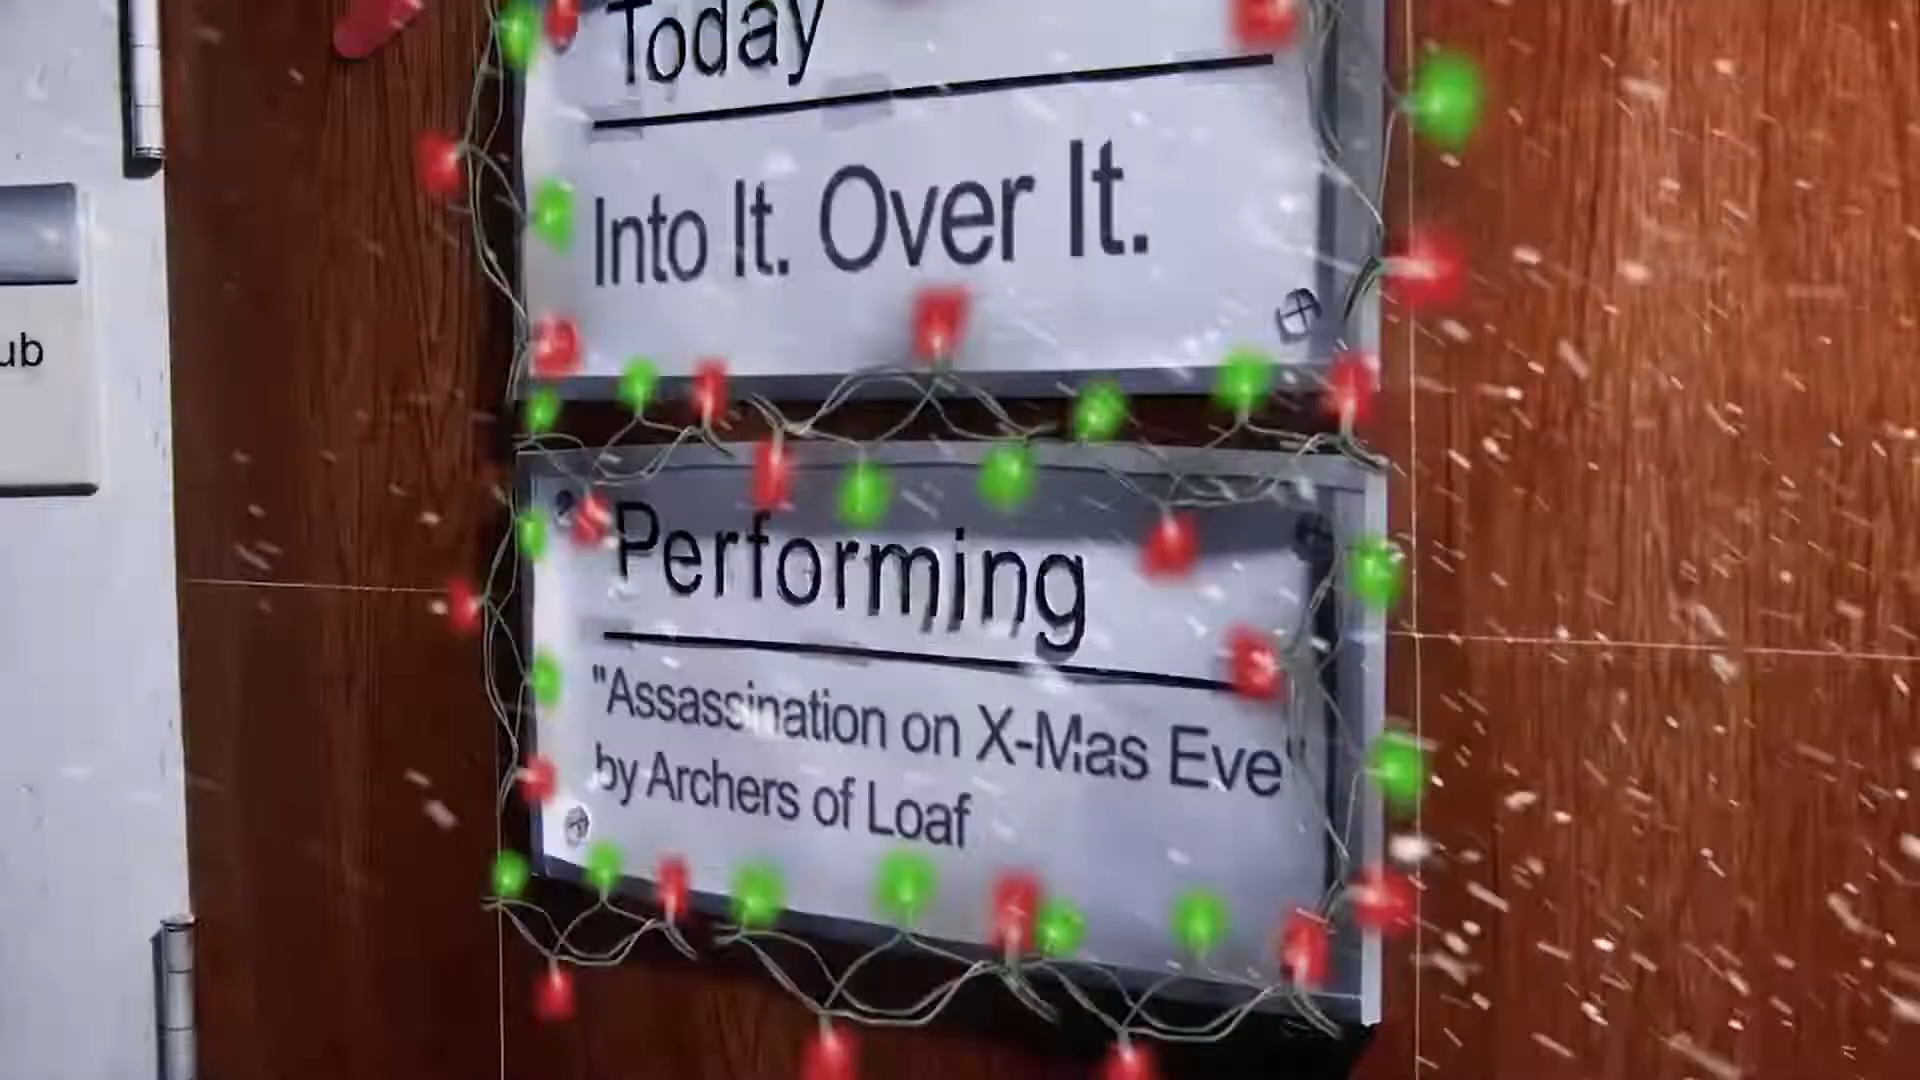 Today
Into It. Over It.
ub
Performing
"Assassination on X-Mas Eve"
by Archers of Loaf